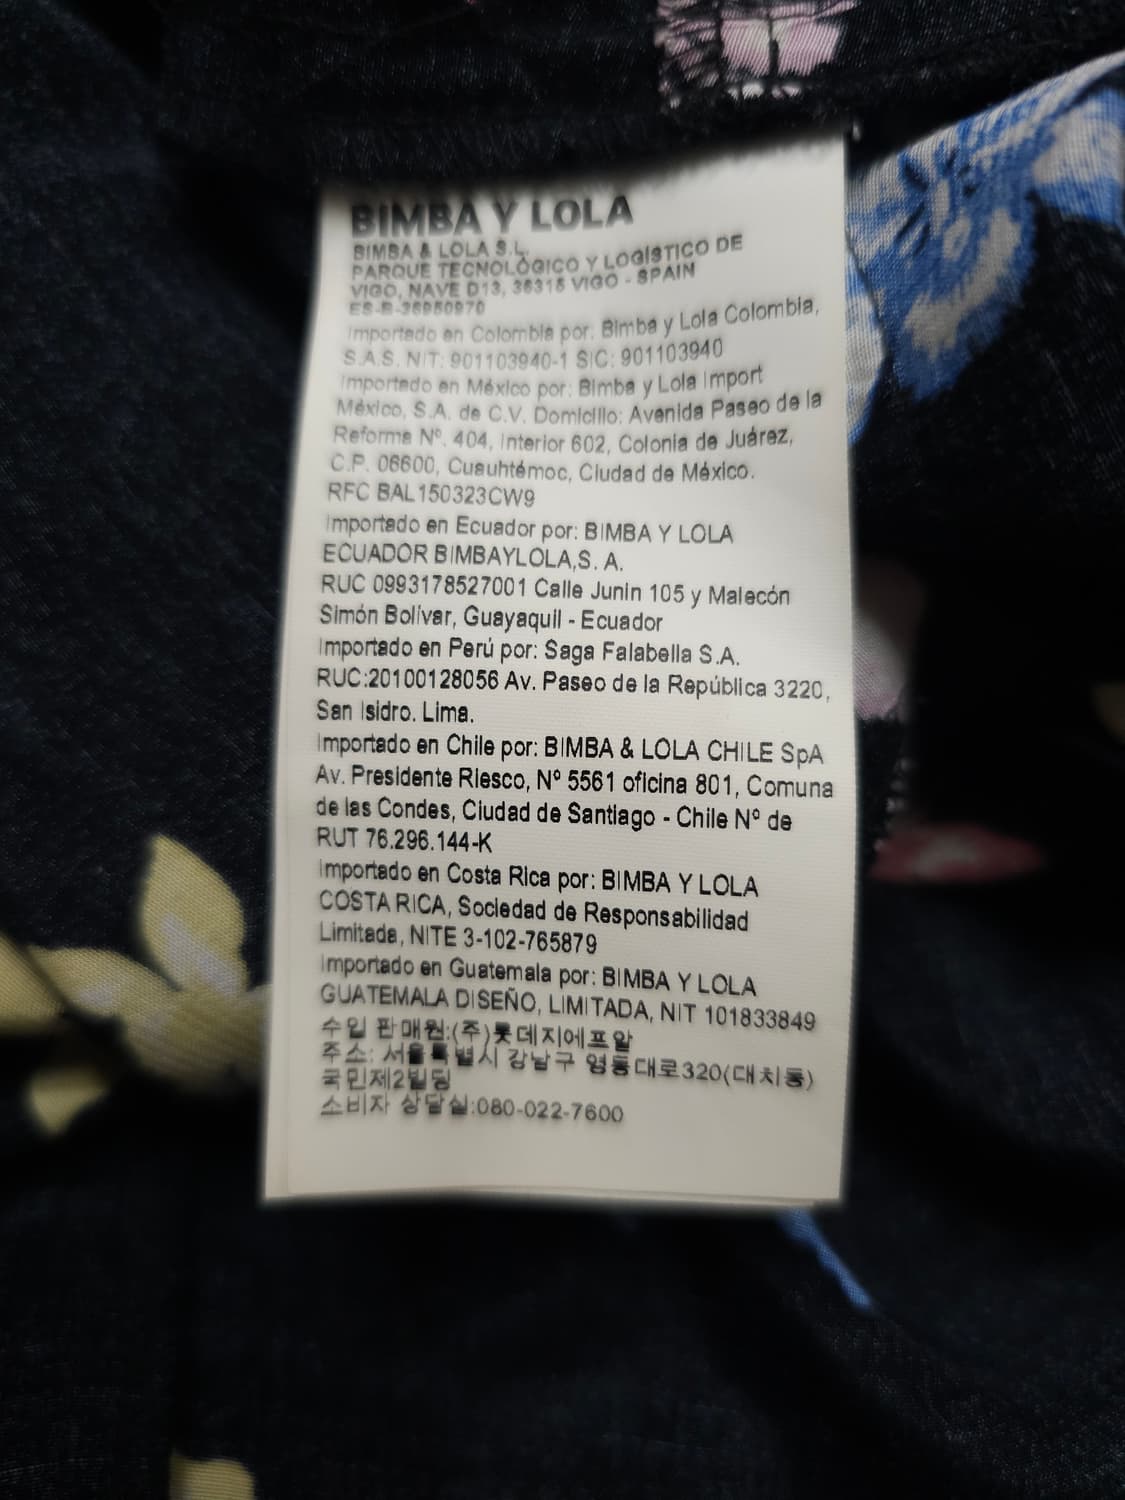 BIMBA Y LOLA
BIMBA & LOLA S.L.
PARQUE TECNOLÓGICO Y LOGÍSTICO DE
VIGO, NAVE D13, 36315 VIGO - SPAIN
ES-B-36950970
Importado en Colombia por: Bimba y Lola Colombia,
S.A.S. NIT: 901103940-1 SIC: 901103940
Importado en México por: Bimba y Lola Import
México, S.A. de C.V. Domicilio: Avenida Paseo de la
Reforma Nº. 404, Interior 602, Colonia de Juárez,
C.P. 06600, Cuauhtémoc, Ciudad de México.
RFC BAL150323CW9
Importado en Ecuador por: BIMBA Y LOLA
ECUADOR BIMBAYLOLA,S. A.
RUC 0993178527001 Calle Junin 105 y Malecón
Simón Bolívar, Guayaquil - Ecuador
Importado en Perú por: Saga Falabella S.A.
RUC:20100128056 Av. Paseo de la República 3220,
San Isidro. Lima.
Importado en Chile por: BIMBA & LOLA CHILE SpA
Av. Presidente Riesco, Nº 5561 oficina 801, Comuna
de las Condes, Ciudad de Santiago - Chile Nº de
RUT 76.296.144-K
Importado en Costa Rica por: BIMBA Y LOLA
COSTA RICA, Sociedad de Responsabilidad
Limitada, NITE 3-102-765879
Importado en Guatemala por: BIMBA Y LOLA
GUATEMALA DISEÑO, LIMITADA, NIT 101833849
수입 판매원:(주)롯데지에프알
주소: 서울특별시 강남구 영동대로320(대치동)
국민제2빌딩
소비자 상담실:080-022-7600